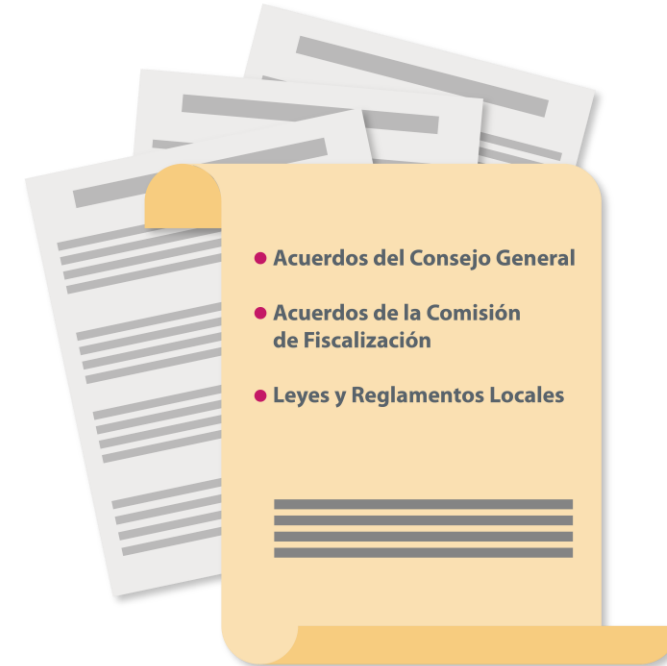 ● Acuerdos del Consejo General
● Acuerdos de la Comisión
de Fiscalización
● Leyes y Reglamentos Locales